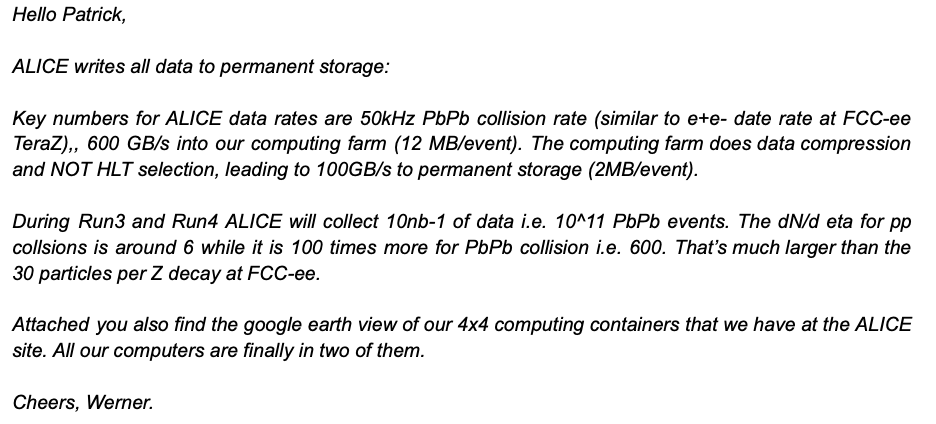 Hello Patrick,
ALICE writes all data to permanent storage:
Key numbers for ALICE data rates are 50kHz PbPb collision rate (similar to e+e- date rate at FCC-ee
TeraZ),, 600 GB/s into our computing farm (12 MB/event). The computing farm does data compression
and NOT HLT selection, leading to 100GB/s to permanent storage (2MB/event).
During Run3 and Run4 ALICE will collect 10nb-1 of data i.e. 10^11 PbPb events. The dN/d eta for pp
collsions is around 6 while it is 100 times more for PbPb collision i.e. 600. That's much larger than the
30 particles per Z decay at FCC-ee.
Attached you also find the google earth view of our 4x4 computing containers that we have at the ALICE
site. All our computers are finally in two of them.
Cheers, Werner.